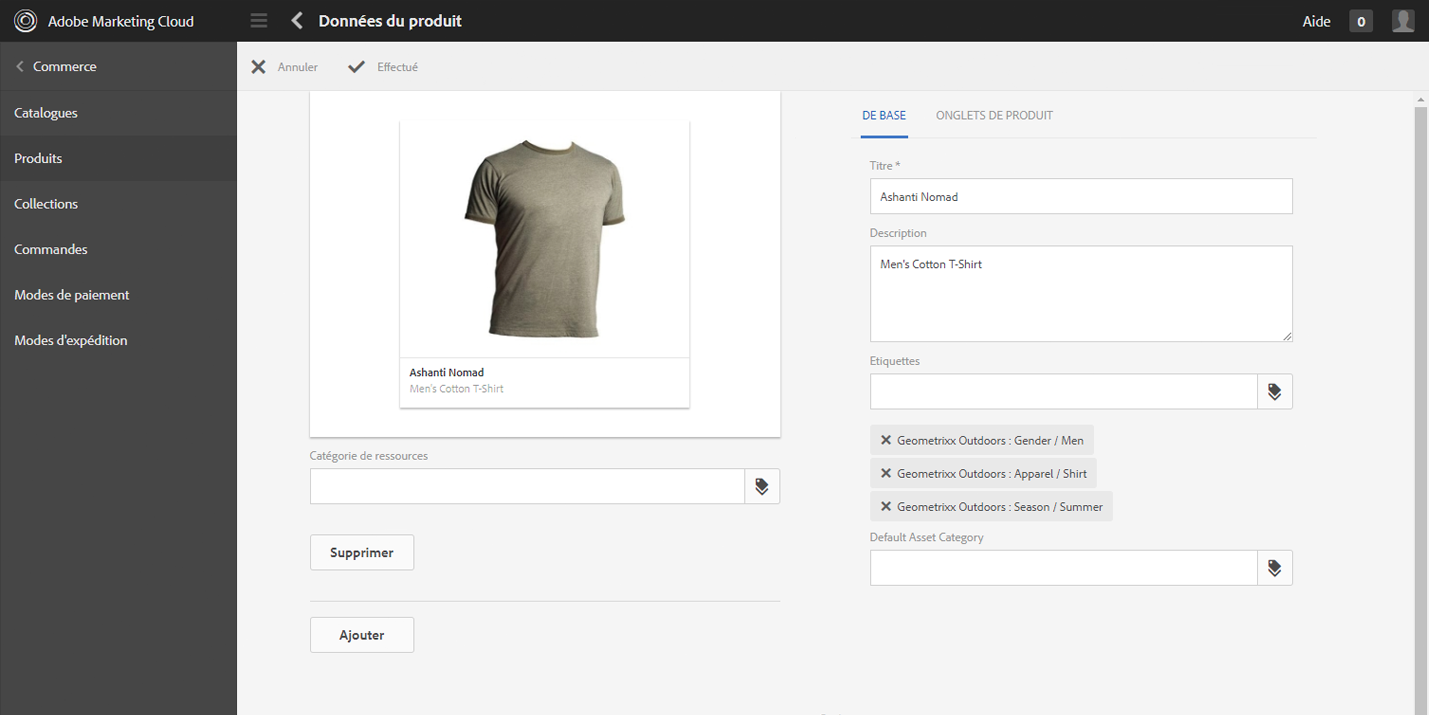 Adobe Marketing Cloud
Données du produit
Aide
0
Commerce
Catalogues
Produits
Collections
Commandes
Modes de paiement
Modes d'expédition
Annuler
Effectué
Ashanti Nomad
Men's Cotton T-Shirt
Catégorie de ressources
Supprimer
Ajouter
DE BASE
ONGLETS DE PRODUIT
Titre *
Ashanti Nomad
Description
Men's Cotton T-Shirt
Etiquettes
Geometrixx Outdoors : Gender / Men
Geometrixx Outdoors : Apparel / Shirt
Geometrixx Outdoors : Season / Summer
Default Asset Category